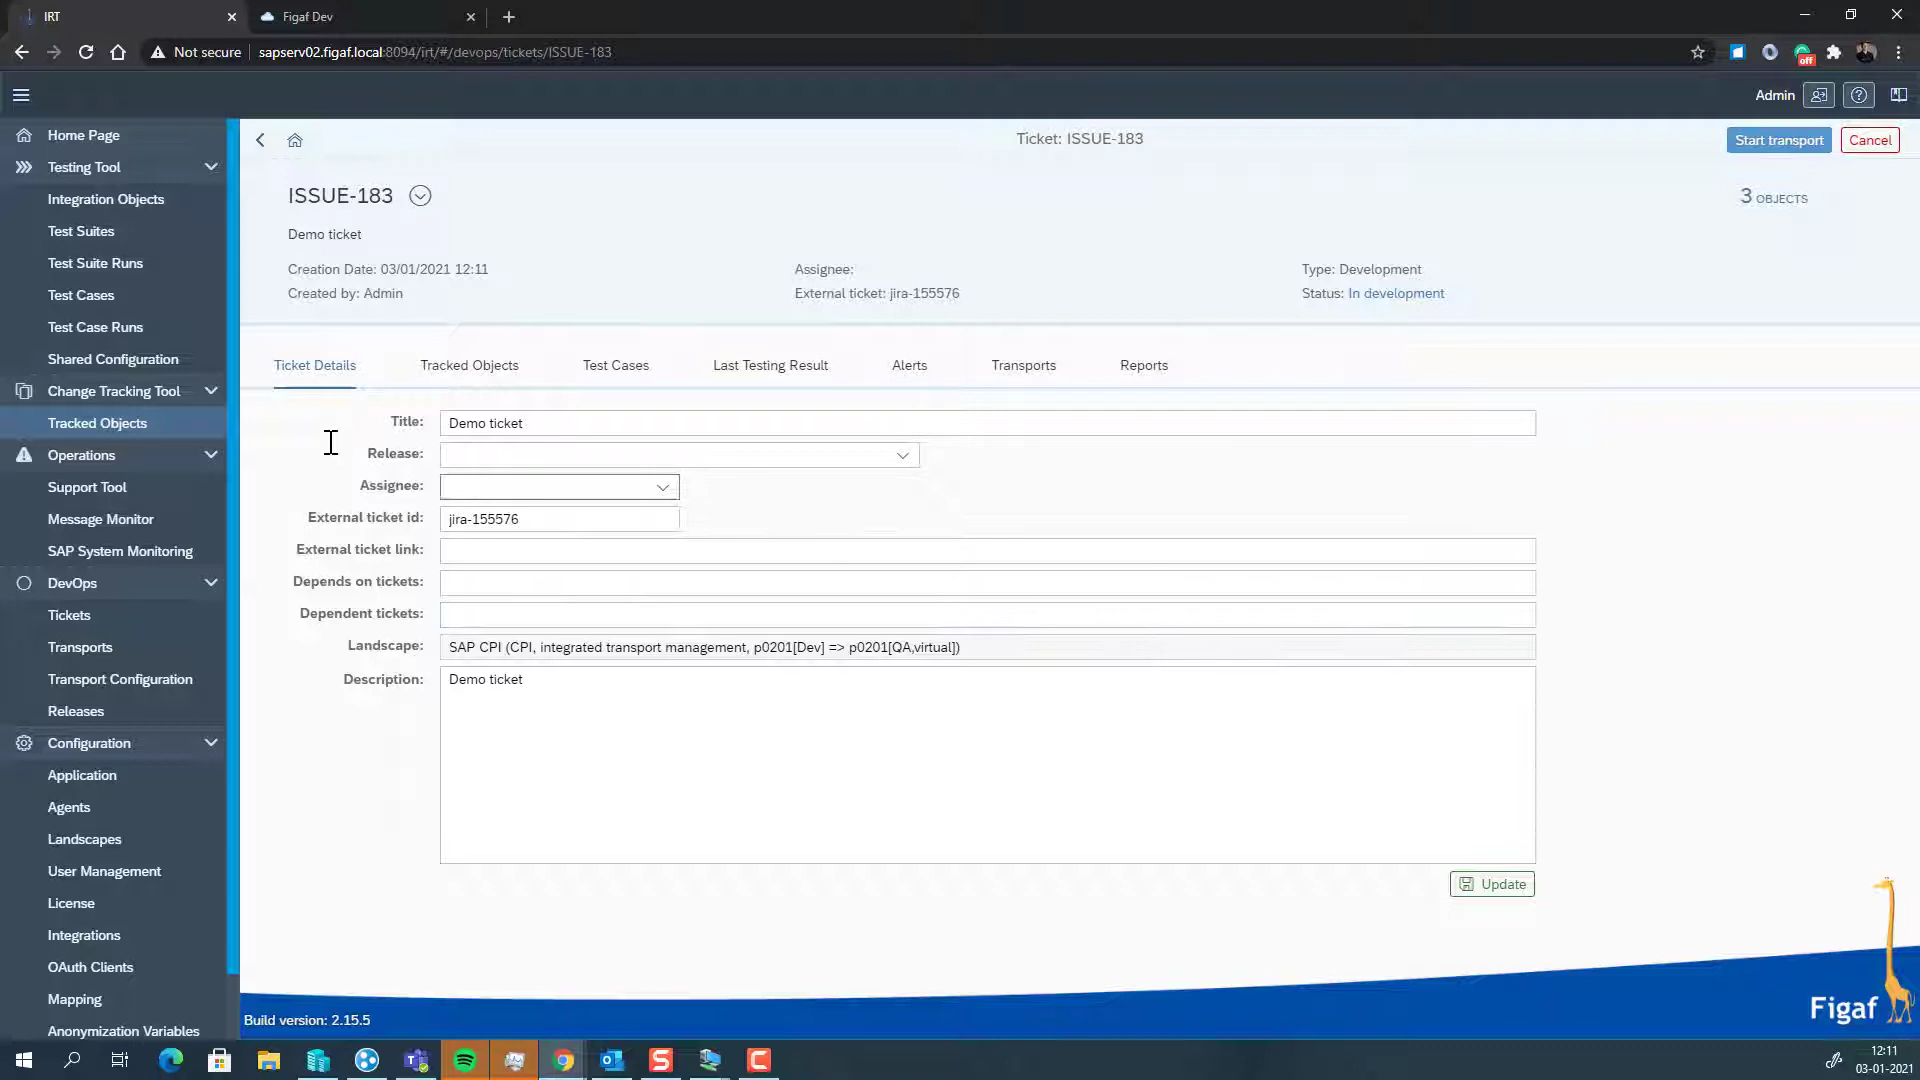 IRT
Figaf Dev
Not secure
sapserv02.figaf.local:8094/irt/#/devops/tickets/ISSUE-183
off
Admin
Home Page
Testing Tool
Integration Objects
Test Suites
Test Suite Runs
Test Cases
Test Case Runs
Shared Configuration
Change Tracking Tool
Tracked Objects
Operations
Support Tool
Message Monitor
SAP System Monitoring
DevOps
Tickets
Transports
Transport Configuration
Releases
Configuration
Application
Agents
Landscapes
User Management
License
Integrations
OAuth Clients
Mapping
Anonymization Variables
Ticket: ISSUE-183
Start transport
Cancel
ISSUE-183
3 OBJECTS
Demo ticket
Creation Date: 03/01/2021 12:11
Assignee:
Type: Development
Created by: Admin
External ticket: jira-155576
Status: In development
Ticket Details
Tracked Objects
Test Cases
Last Testing Result
Alerts
Transports
Reports
Title: Demo ticket
Release:
Assignee:
External ticket id: jira-155576
External ticket link:
Depends on tickets:
Dependent tickets:
Landscape: SAP CPI (CPI, integrated transport management, p0201[Dev] => p0201[QA,virtual])
Description: Demo ticket
Update
Figaf
Build version: 2.15.5
12:11
03-01-2021